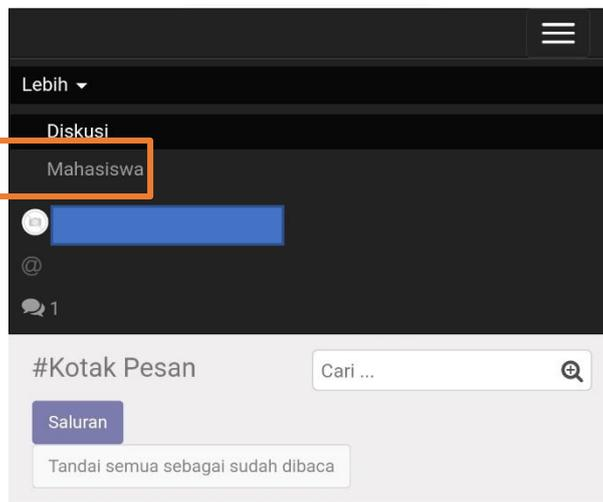 Lebih
Diskusi
Mahasiswa
@
1
#Kotak Pesan
Cari ...
Saluran
Tandai semua sebagai sudah dibaca